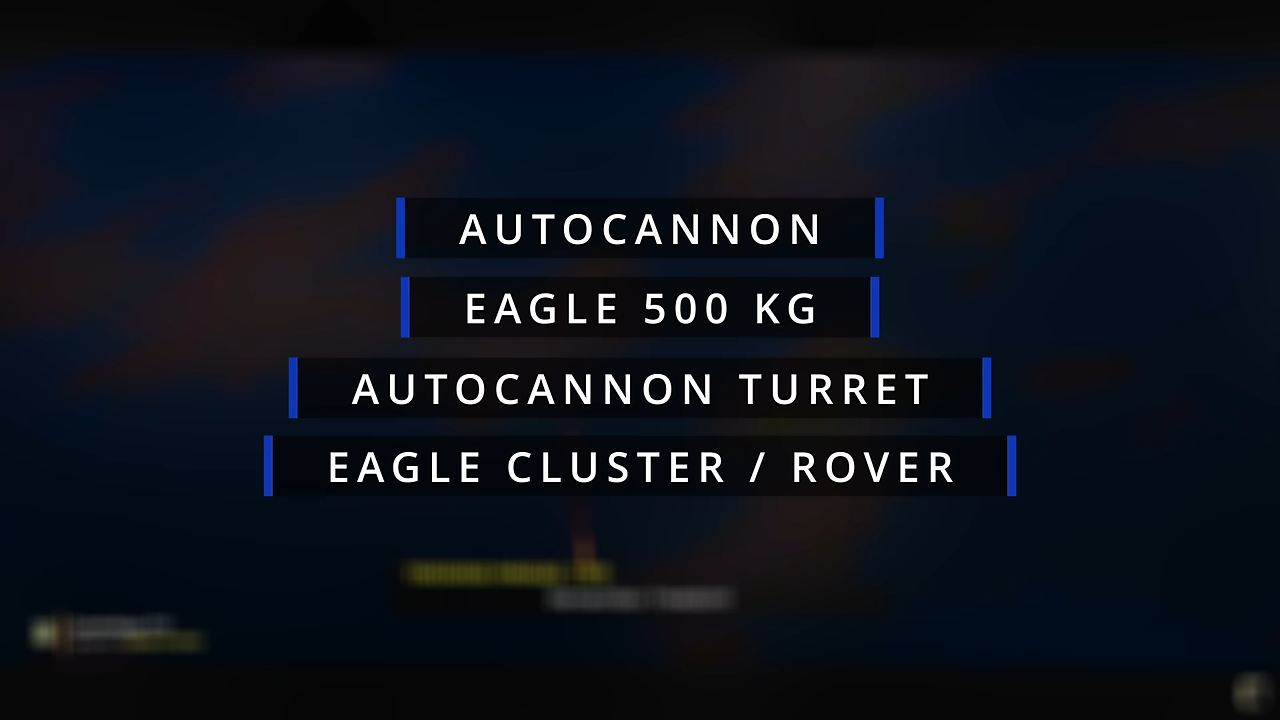 AUTOCANNON
EAGLE 500 KG
AUTOCANNON TURRET
EAGLE CLUSTER / ROVER